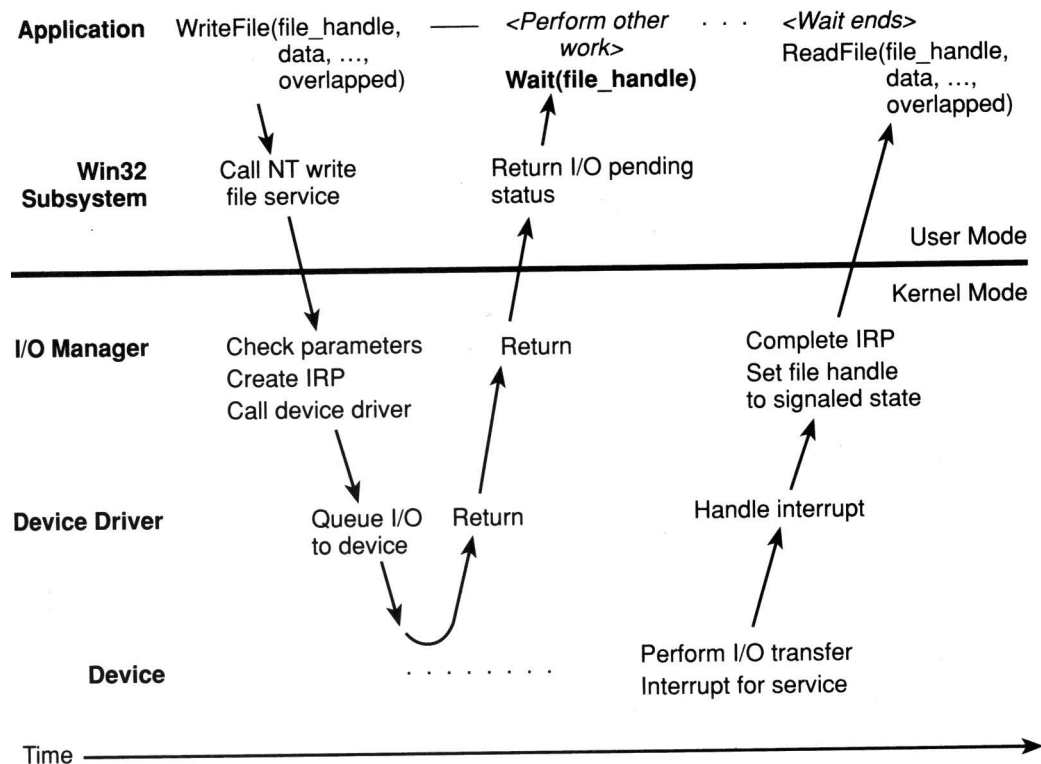 Application
WriteFile(file_handle,
data, ...,
overlapped)
<Perform other
work>
Wait(file_handle)
. . .
<Wait ends>
ReadFile(file_handle,
data, ...,
overlapped)
Win32
Subsystem
Call NT write
file service
Return I/O pending
status
User Mode
Kernel Mode
I/O Manager
Check parameters
Create IRP
Call device driver
Return
Complete IRP
Set file handle
to signaled state
Device Driver
Queue I/O
to device
Return
Handle interrupt
Device
. . . . . . . .
Perform I/O transfer
Interrupt for service
Time